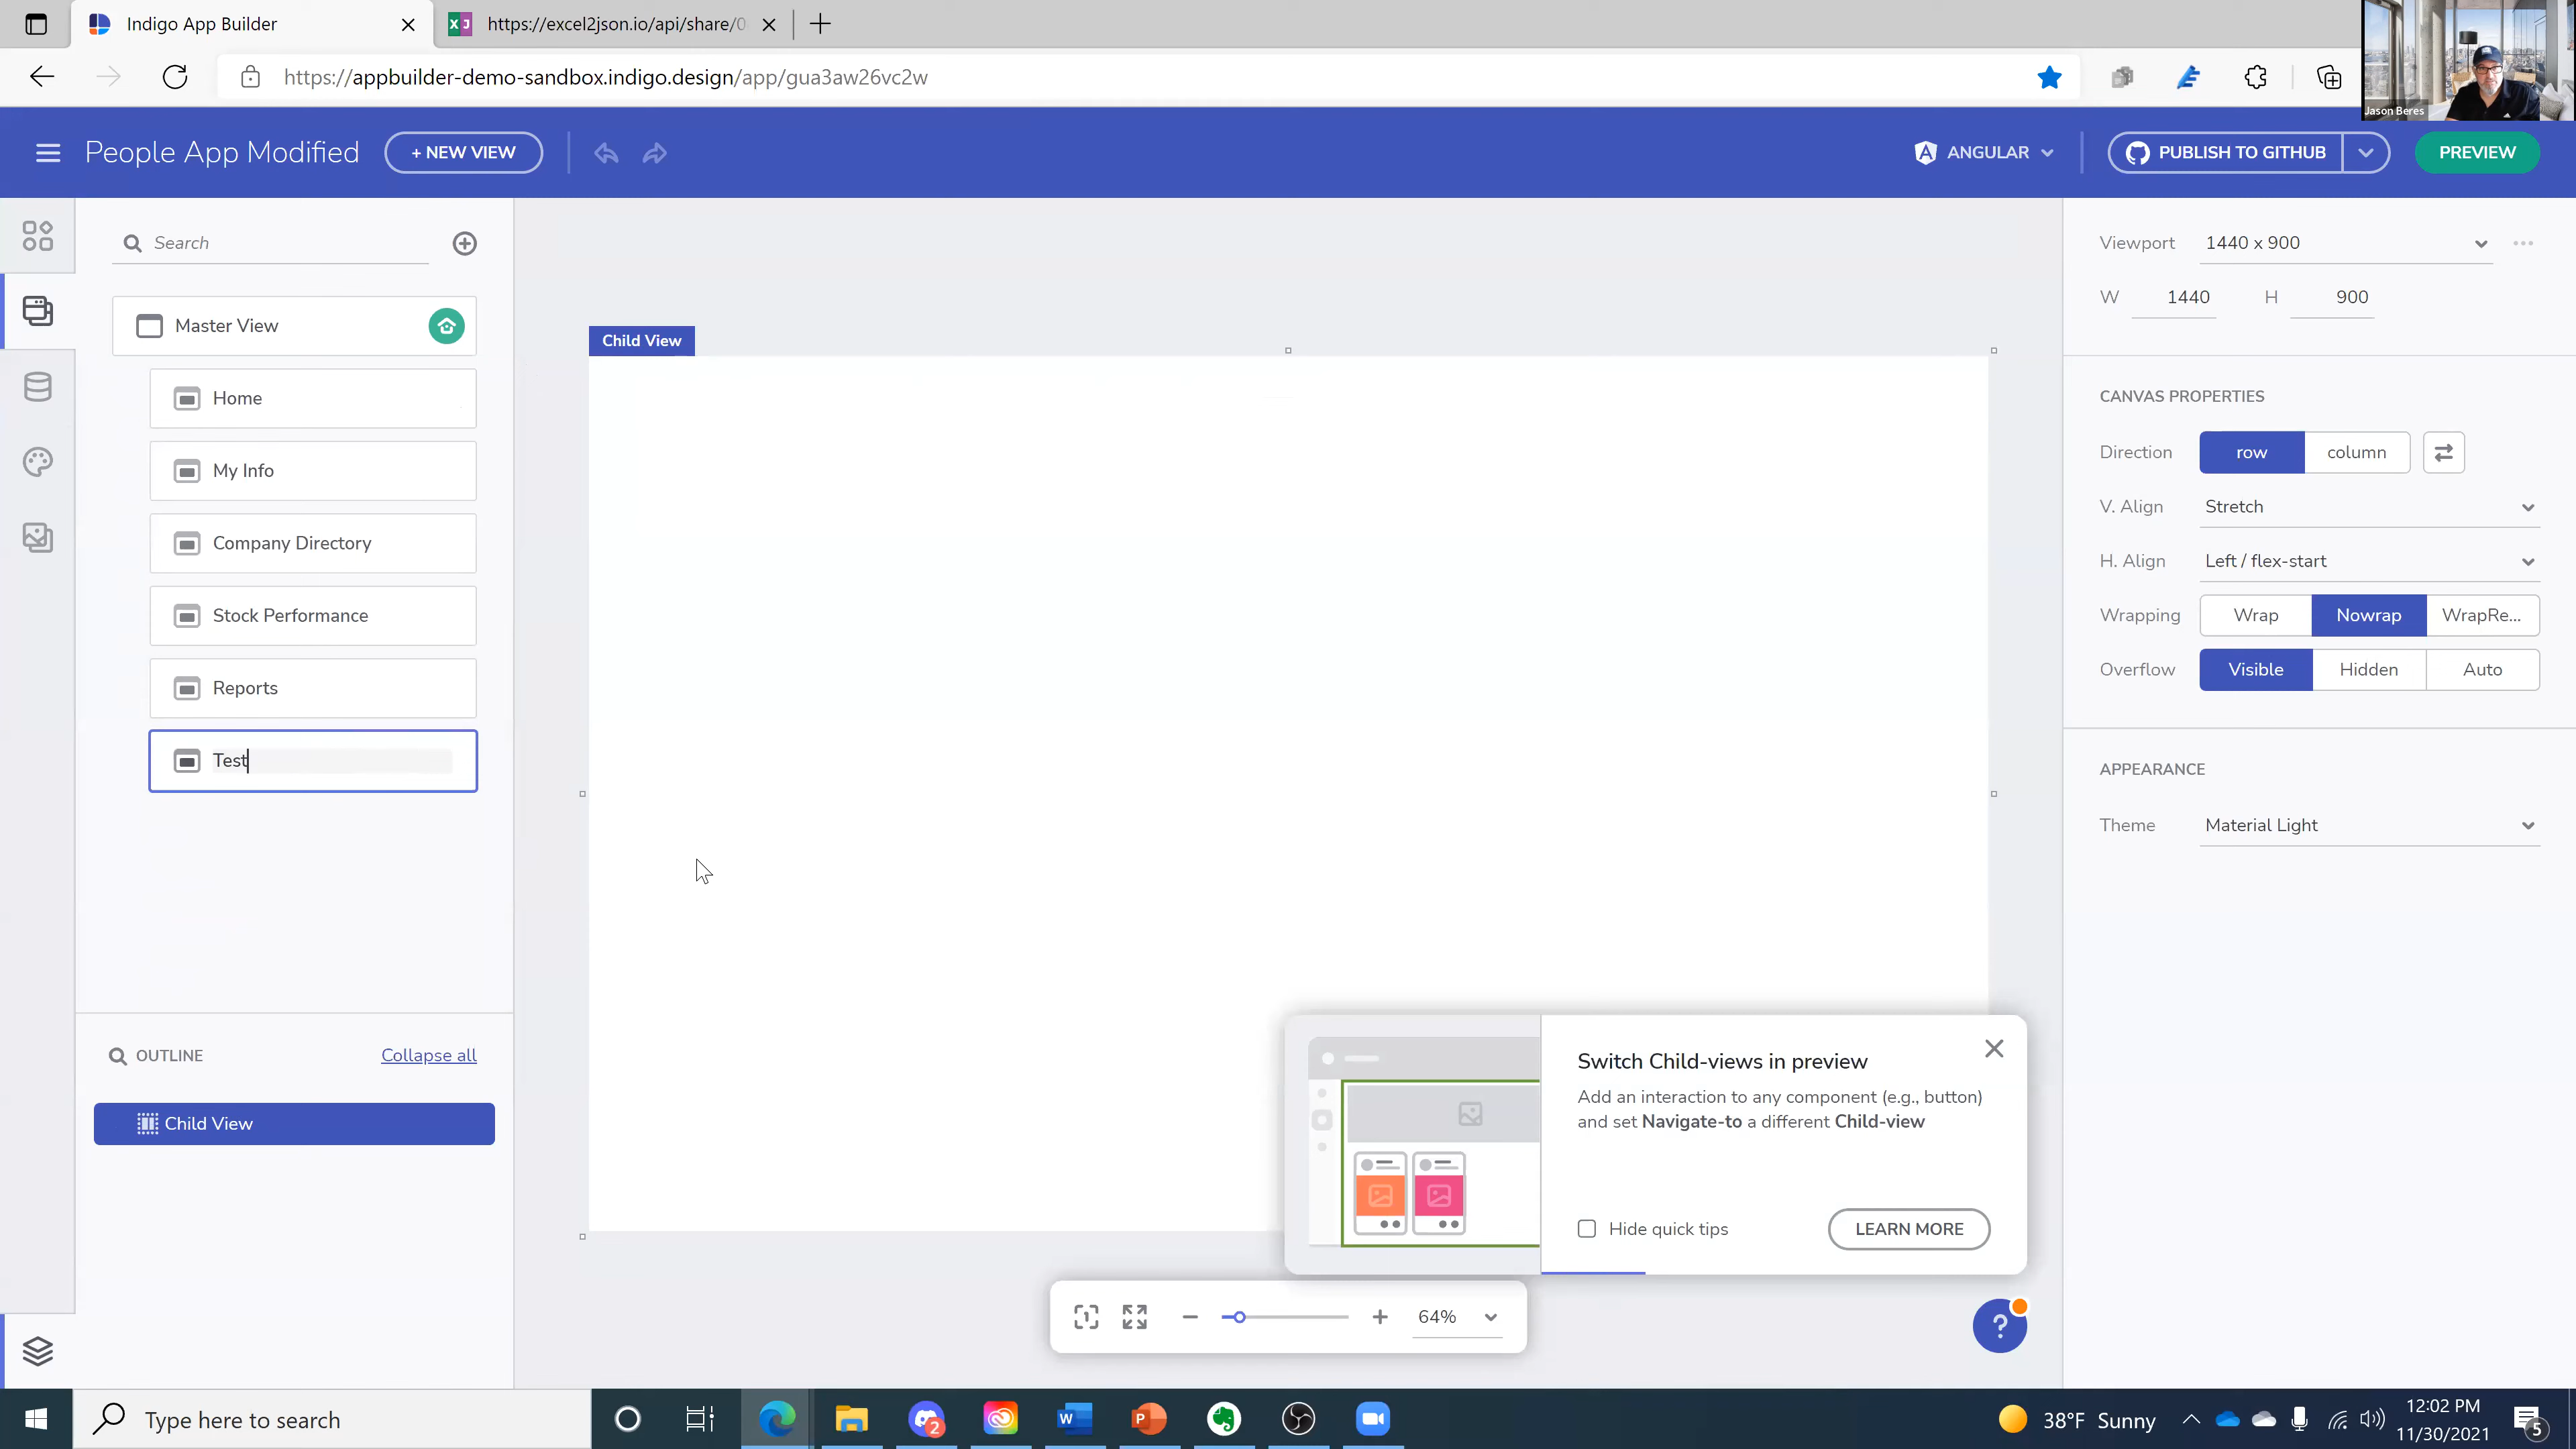 Indigo App Builder
https://excel2json.io/api/share/0
https://appbuilder-demo-sandbox.indigo.design/app/gua3aw26vc2w
Jason Beres
People App Modified
+ NEW VIEW
ANGULAR
PUBLISH TO GITHUB
PREVIEW
Search
Master View
Home
My Info
Company Directory
Stock Performance
Reports
Test
OUTLINE
Collapse all
Child View
Child View
Viewport 1440 x 900
W 1440 H 900
CANVAS PROPERTIES
Direction row column
V. Align Stretch
H. Align Left / flex-start
Wrapping Wrap Nowrap WrapRe...
Overflow Visible Hidden Auto
APPEARANCE
Theme Material Light
Switch Child-views in preview
Add an interaction to any component (e.g., button)
and set Navigate-to a different Child-view
Hide quick tips
LEARN MORE
64%
?
Type here to search
2
38°F Sunny
12:02 PM
11/30/2021
5